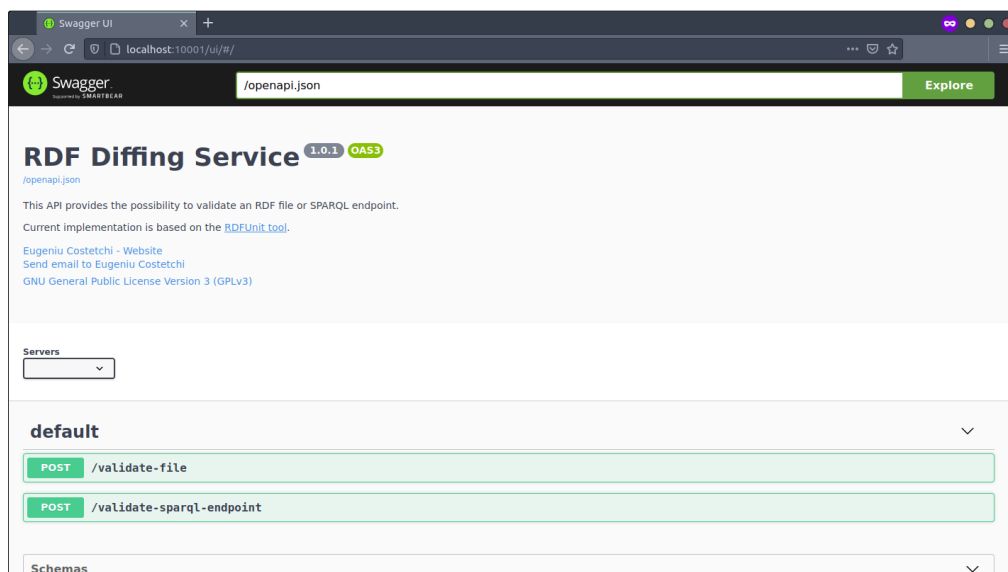 Swagger UI
localhost:10001/ui/#/
Swagger
Supported by SMARTBEAR
/openapi.json
Explore
RDF Diffing Service 1.0.1 OAS3
/openapi.json
This API provides the possibility to validate an RDF file or SPARQL endpoint.
Current implementation is based on the RDFUnit tool.
Eugeniu Costetchi - Website
Send email to Eugeniu Costetchi
GNU General Public License Version 3 (GPLv3)
Servers
default
POST /validate-file
POST /validate-sparql-endpoint
Schemas